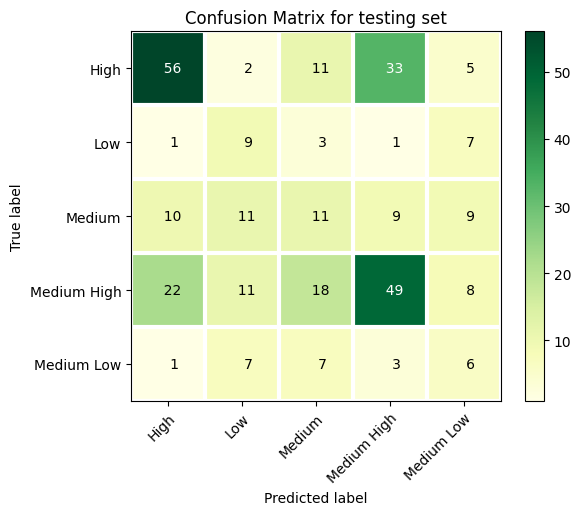 Confusion Matrix for testing set
High 56 2 11 33 5
Low 1 9 3 1 7
Medium 10 11 11 9 9
Medium High 22 11 18 49 8
Medium Low 1 7 7 3 6
True label
High Low Medium Medium High Medium Low
Predicted label
50
40
30
20
10